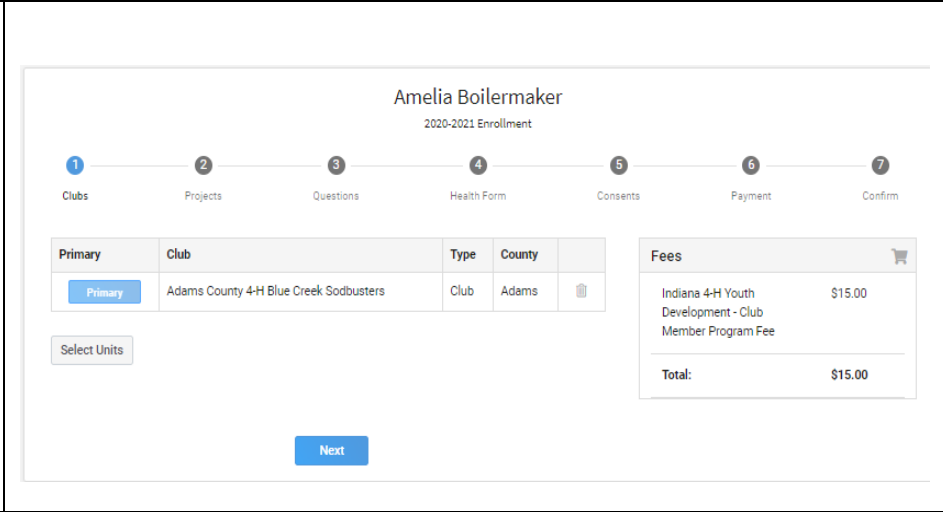 Amelia Boilermaker
2020-2021 Enrollment
1 2 3 4 5 6 7
Clubs Projects Questions Health Form Consents Payment Confirm
Primary Club Type County
Primary Adams County 4-H Blue Creek Sodbusters Club Adams
Select Units
Next
Fees
Indiana 4-H Youth $15.00
Development - Club
Member Program Fee
Total: $15.00